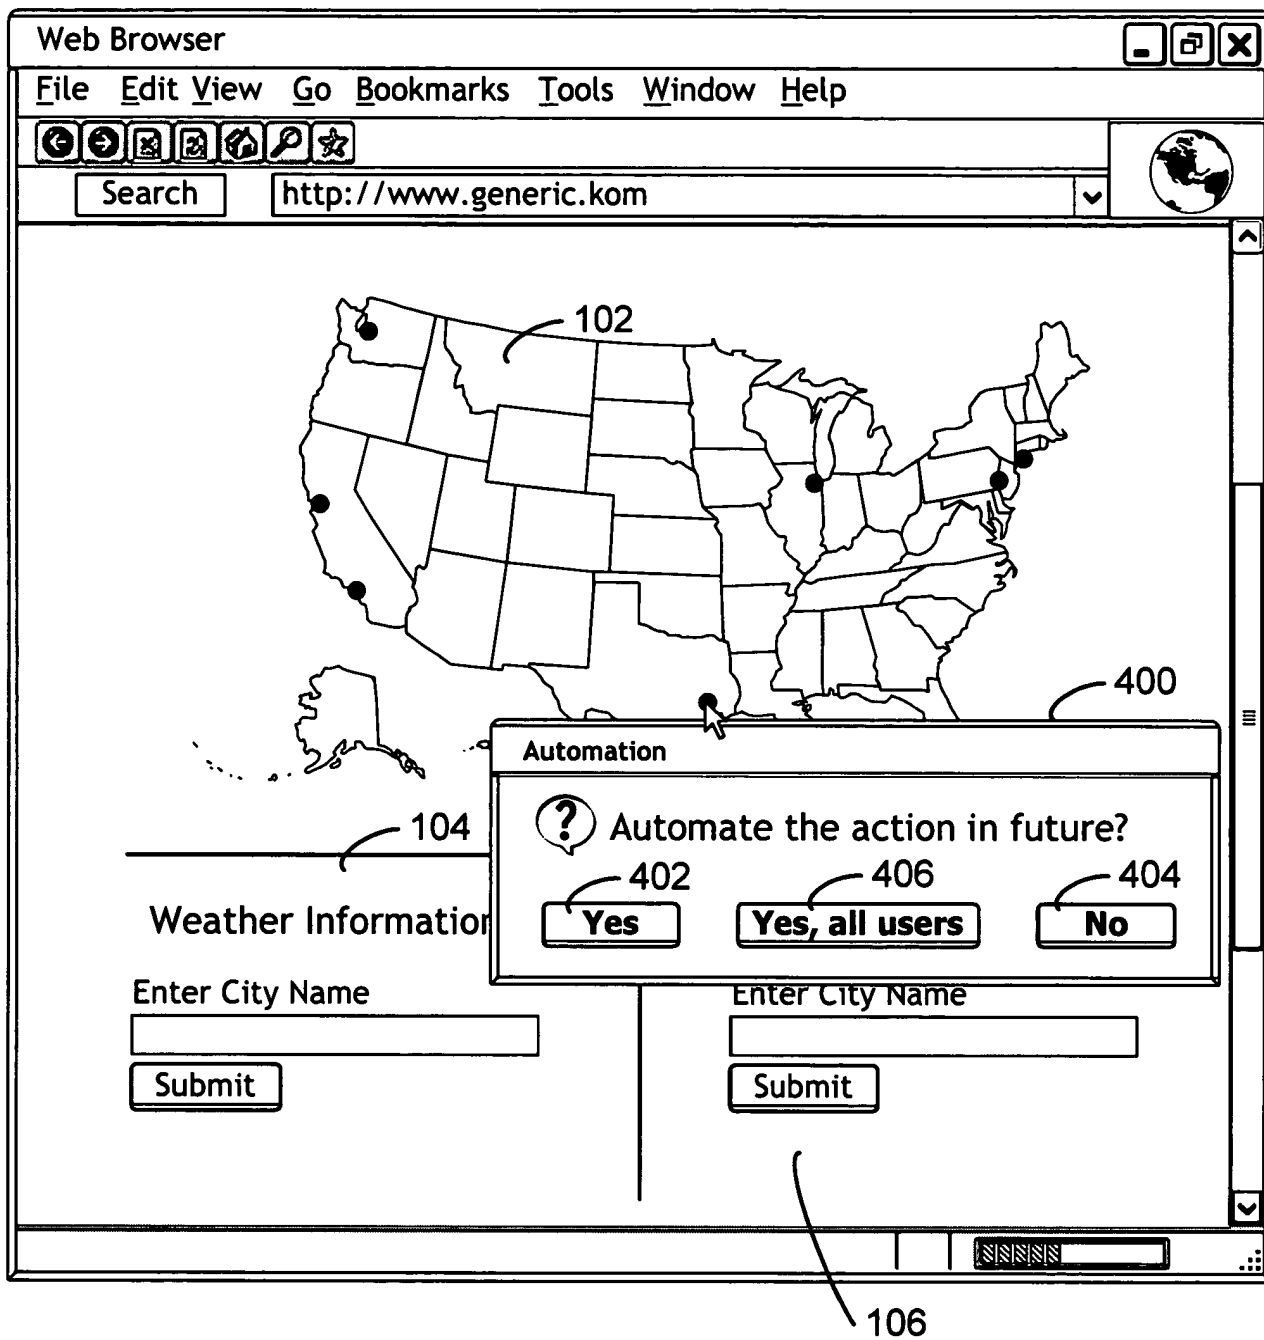 Web Browser
File Edit View Go Bookmarks Tools Window Help
Search http://www.generic.kom
102
400
Automation
104
? Automate the action in future?
402 406 404
Yes Yes, all users No
Weather Information
Enter City Name Enter City Name
Submit Submit
106